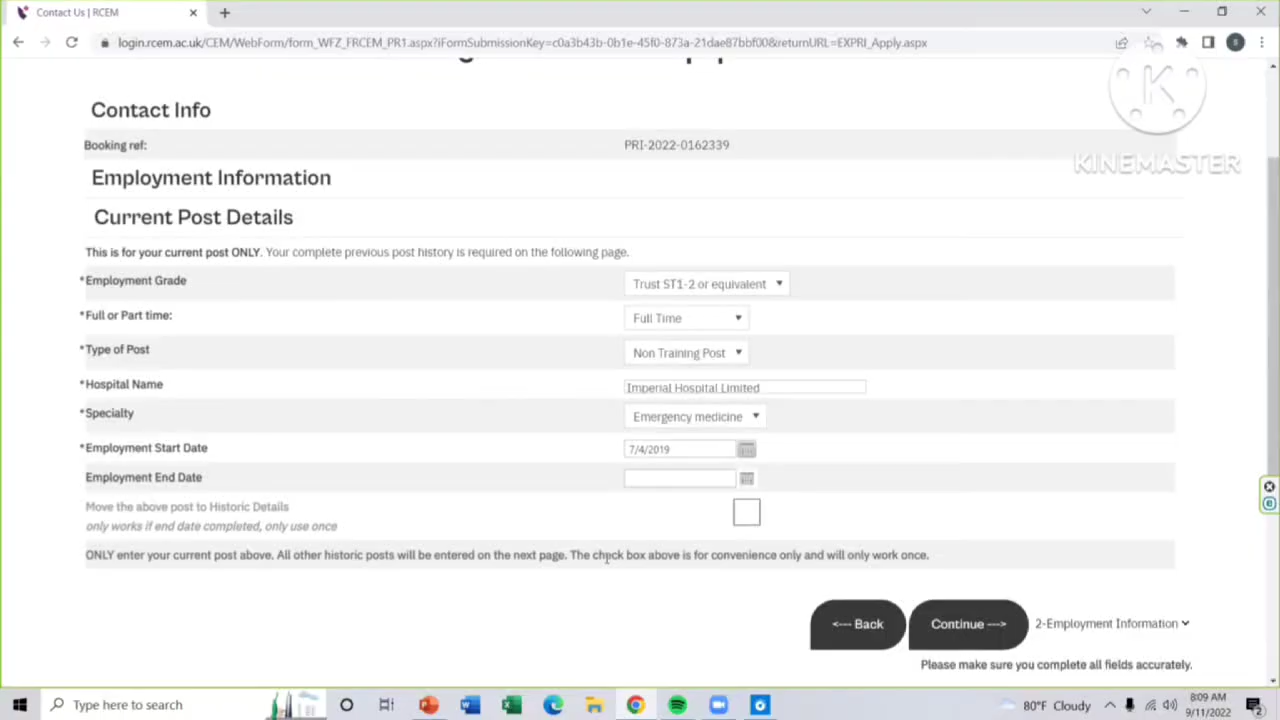 Contact Us | RCEM
login.rcem.ac.uk/CEM/WebForm/form_WFZ_FRCEM_PR1.aspx?iFormSubmissionKey=c0a3b43b-0b1e-45f0-873a-21dae87bbf00&returnURL=EXPRI_Apply.aspx
KINEMASTER
Contact Info
Booking ref: PRI-2022-0162339
Employment Information
Current Post Details
This is for your current post ONLY. Your complete previous post history is required on the following page.
*Employment Grade Trust ST1-2 or equivalent
*Full or Part time: Full Time
*Type of Post Non Training Post
*Hospital Name Imperial Hospital Limited
*Specialty Emergency medicine
*Employment Start Date 7/4/2019
Employment End Date
Move the above post to Historic Details
only works if end date completed, only use once
ONLY enter your current post above. All other historic posts will be entered on the next page. The check box above is for convenience only and will only work once.
<--- Back Continue ---> 2-Employment Information
Please make sure you complete all fields accurately.
Type here to search 80°F Cloudy 8:09 AM
9/11/2022